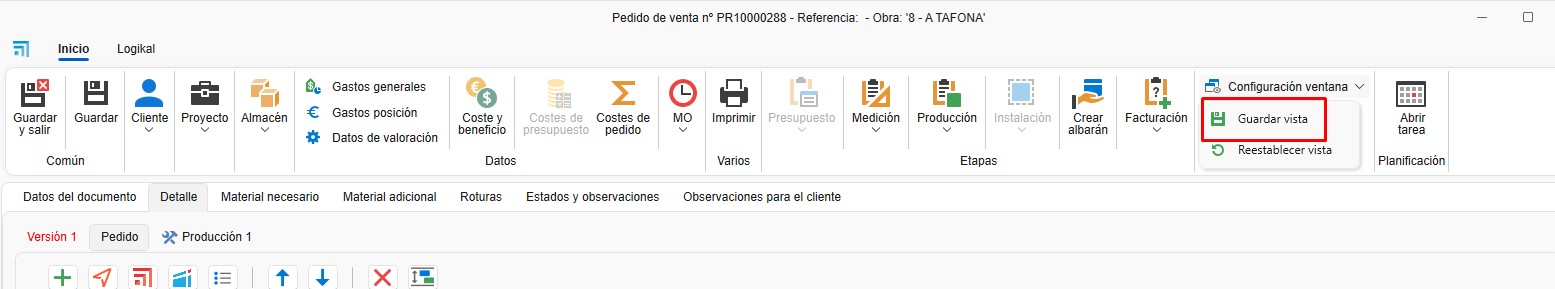 Pedido de venta nº PR10000288 - Referencia:  - Obra: '8 - A TAFONA'
Inicio
Logikal
Guardar y salir
Guardar
Cliente
Proyecto
Almacén
Común
Gastos generales
Gastos posición
Datos de valoración
Coste y beneficio
Costes de presupuesto
Costes de pedido
MO
Datos
Imprimir
Varios
Presupuesto
Medición
Producción
Instalación
Crear albarán
Facturación
Etapas
Configuración ventana
Guardar vista
Reestablecer vista
Abrir tarea
Planificación
Datos del documento
Detalle
Material necesario
Material adicional
Roturas
Estados y observaciones
Observaciones para el cliente
Versión 1
Pedido
Producción 1